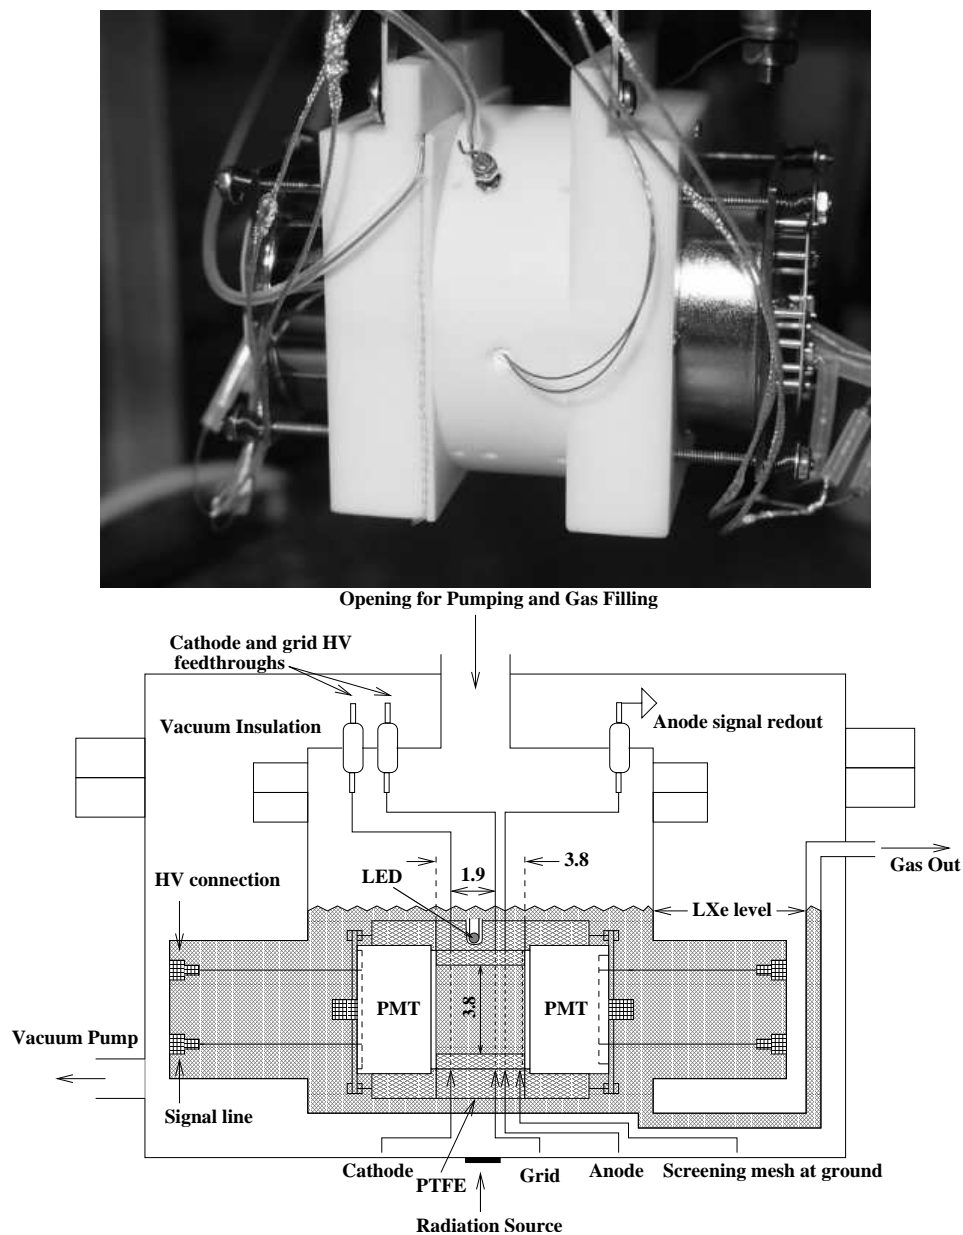 Opening for Pumping and Gas Filling
Cathode and grid HV
feedthroughs
Vacuum Insulation
Anode signal redout
3.8
1.9
Gas Out
LED
HV connection
LXe level
PMT
3.8
PMT
Vacuum Pump
Signal line
Cathode
PTFE
Grid
Anode
Screening mesh at ground
Radiation Source